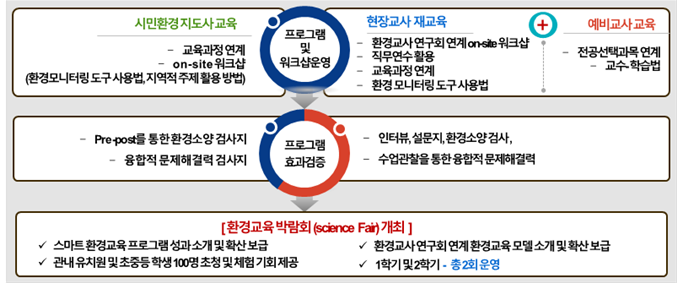 시민환경 지도사 교육
- 교육과정 연계
- on-site 워크샵
(환경모니터링 도구 사용법, 지역적 주제 활용 방법)
프로그램
및
워크샵운영
현장교사 재교육
- 환경교사 연구회 연계 on-site 워크샵
- 직무연수 활용
- 교육과정 연계
- 환경 모니터링 도구 사용법
+
예비교사 교육
- 전공선택과목 연계
- 교수-학습법
- Pre-post를 통한 환경소양 검사지
- 융합적 문제해결력 검사지
프로그램
효과검증
- 인터뷰, 설문지, 환경소양 검사,
- 수업관찰을 통한 융합적 문제해결력
[ 환경교육 박람회 (science Fair) 개최 ]
✓ 스마트 환경교육 프로그램 성과 소개 및 확산 보급
✓ 관내 유치원 및 초중등 학생 100명 초청 및 체험 기회 제공
✓ 환경교사 연구회 연계 환경교육 모델 소개 및 확산 보급
✓ 1학기 및 2학기 - 총 2회 운영